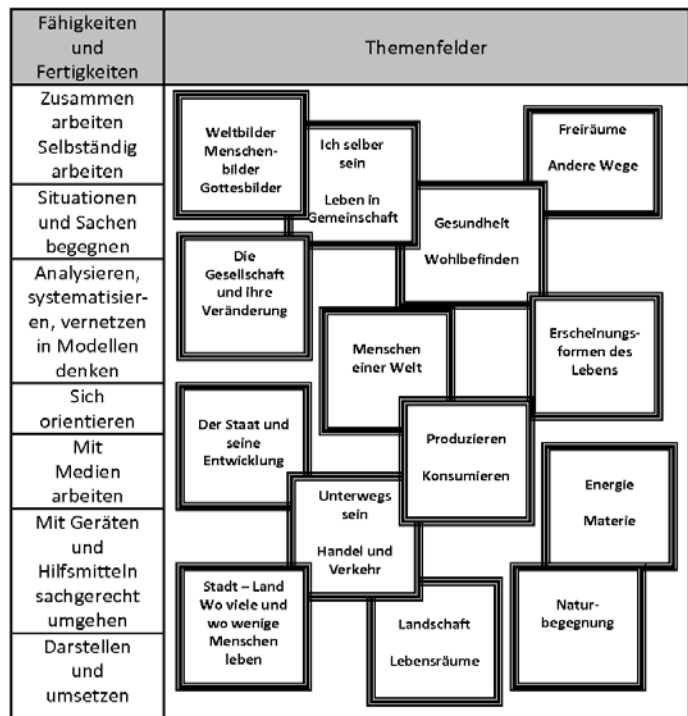 Fähigkeiten
und
Fertigkeiten
Themenfelder
Zusammen
arbeiten
Selbständig
arbeiten
Situationen
und Sachen
begegnen
Analysieren,
systematisier-
en, vernetzen
in Modellen
denken
Sich
orientieren
Mit
Medien
arbeiten
Mit Geräten
und
Hilfsmitteln
sachgerecht
umgehen
Darstellen
und
umsetzen
Weltbilder
Menschen-
bilder
Gottesbilder
Ich selber
sein
Leben in
Gemeinschaft
Freiräume
Andere Wege
Gesundheit
Wohlbefinden
Die
Gesellschaft
und ihre
Veränderung
Menschen
einer Welt
Erscheinungs-
formen des
Lebens
Der Staat und
seine
Entwicklung
Produzieren
Konsumieren
Energie
Materie
Unterwegs
sein
Handel und
Verkehr
Stadt – Land
Wo viele und
wo wenige
Menschen
leben
Landschaft
Lebensräume
Natur-
begegnung